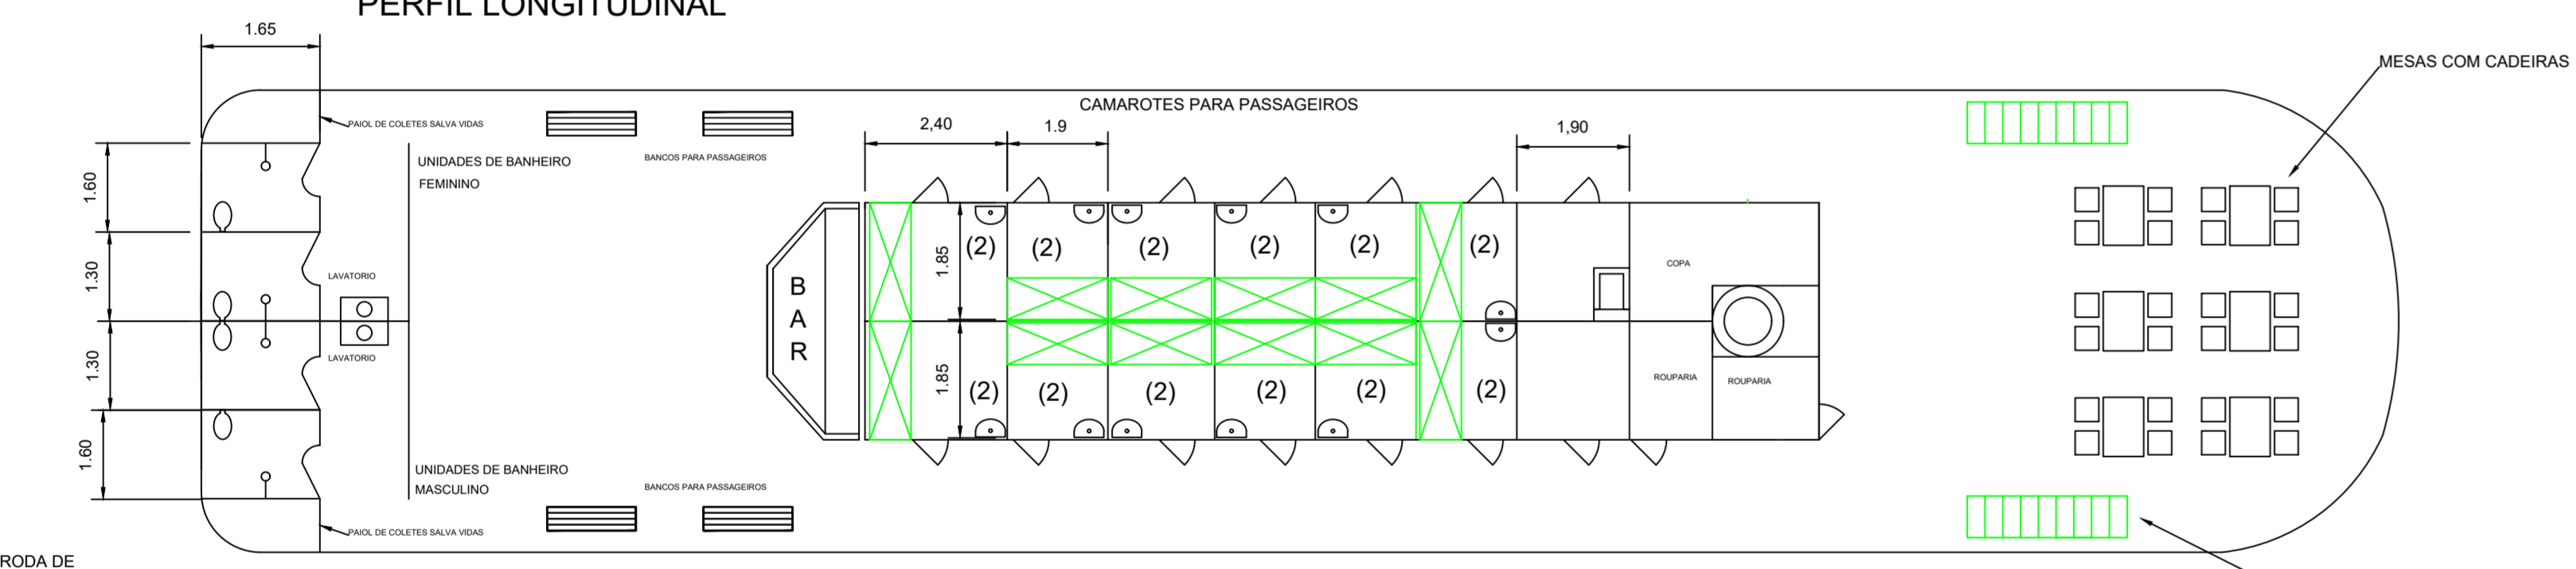 PERFIL LONGITUDINAL
1.65
MESAS COM CADEIRAS
CAMAROTES PARA PASSAGEIROS
PAIOL DE COLETES SALVA VIDAS
2,40
1.9
1,90
UNIDADES DE BANHEIRO
FEMININO
BANCOS PARA PASSAGEIROS
1.60
(2)
(2)
(2)
(2)
(2)
(2)
1.85
COPA
1.30
LAVATORIO
B
A
R
LAVATORIO
1.30
1.85
ROUPARIA
ROUPARIA
(2)
(2)
(2)
(2)
(2)
(2)
1.60
UNIDADES DE BANHEIRO
MASCULINO
BANCOS PARA PASSAGEIROS
PAIOL DE COLETES SALVA VIDAS
RODA DE